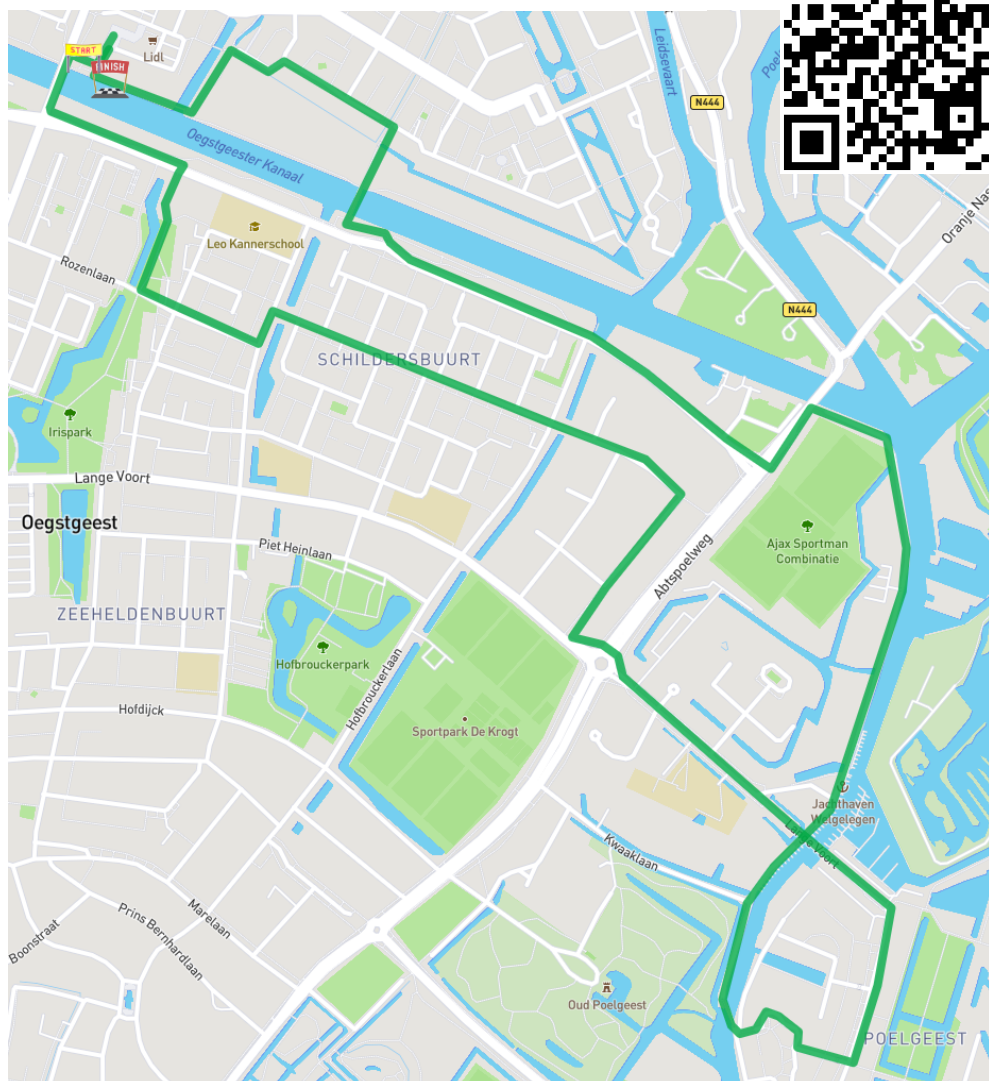 START
FINISH
Lidl
Leidsevaart
N444
Oegstgeester Kanaal
Leo Kannerschool
Rozenlaan
Oranje Nas
N444
SCHILDERSBUURT
Irispark
Lange Voort
Oegstgeest
Piet Heinlaan
Abtspoelweg
Ajax Sportman
Combinatie
ZEEHELDENBUURT
Hofbrouckerpark
Hofbrouckerlaan
Hofdijck
Sportpark De Krogt
Jachthaven
Welgelegen
Lange Voort
Kwaaklaan
Marelaan
Prins Bernhardlaan
Boonstraat
Oud Poelgeest
POELGEEST